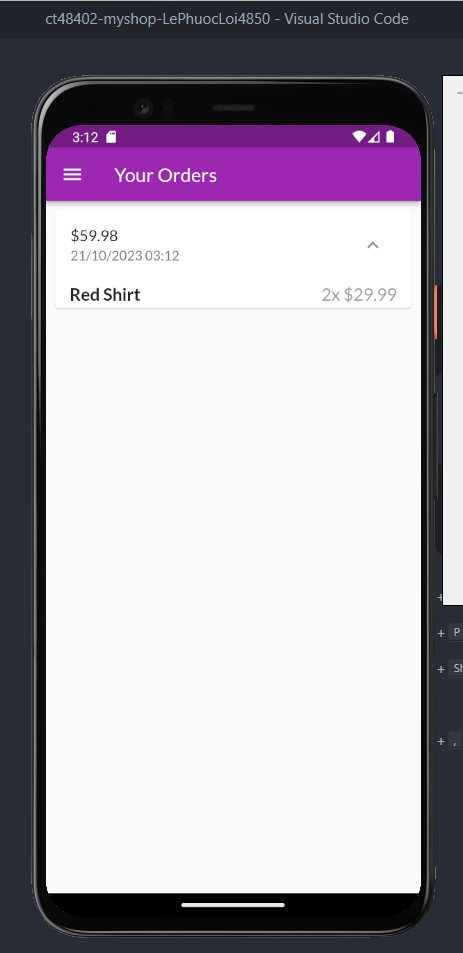 ct48402-myshop-LePhuocLoi4850 - Visual Studio Code
3:12
Your Orders
$59.98
21/10/2023 03:12
Red Shirt 2x $29.99
+
+ P
+ Sh
+ ,